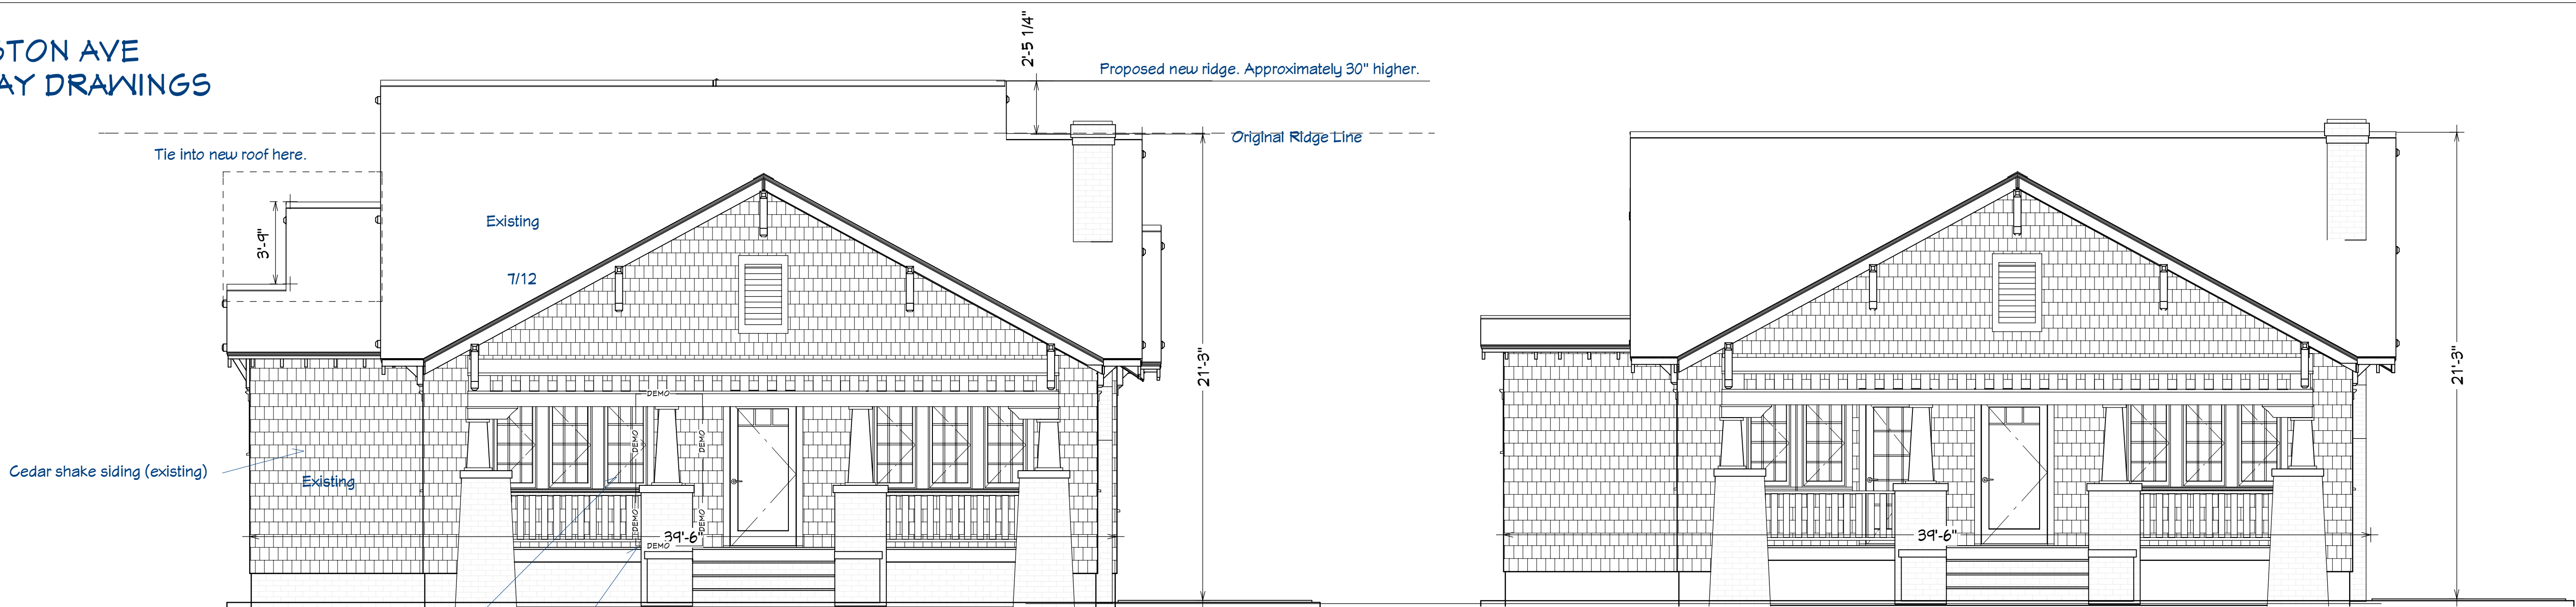 STON AVE
AY DRAWINGS
2'-5 1/4"
Proposed new ridge. Approximately 30" higher.
Original Ridge Line
Tie into new roof here.
3'-9"
Existing
7/12
21'-3"
21'-3"
DEMO
DEMO
DEMO
Cedar shake siding (existing)
Existing
DEMO
DEMO
39'-6"
DEMO
39'-6"